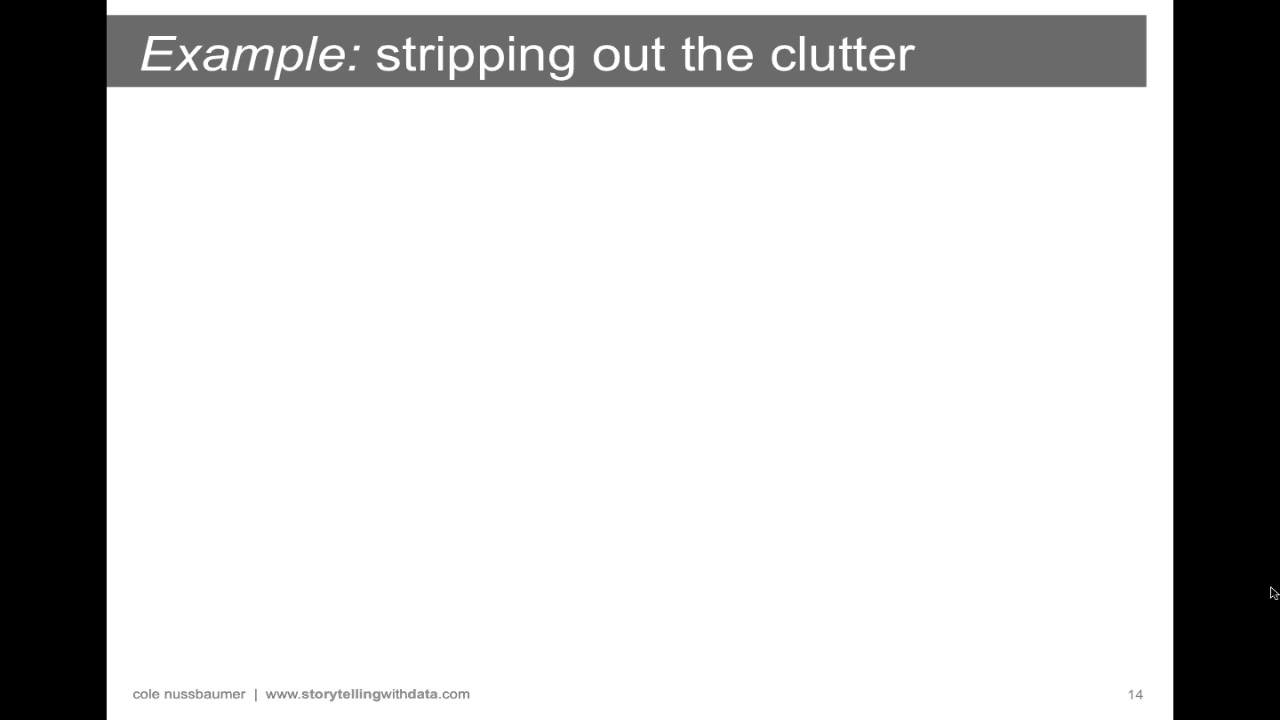 Example: stripping out the clutter
cole nussbaumer | www.storytellingwithdata.com
14